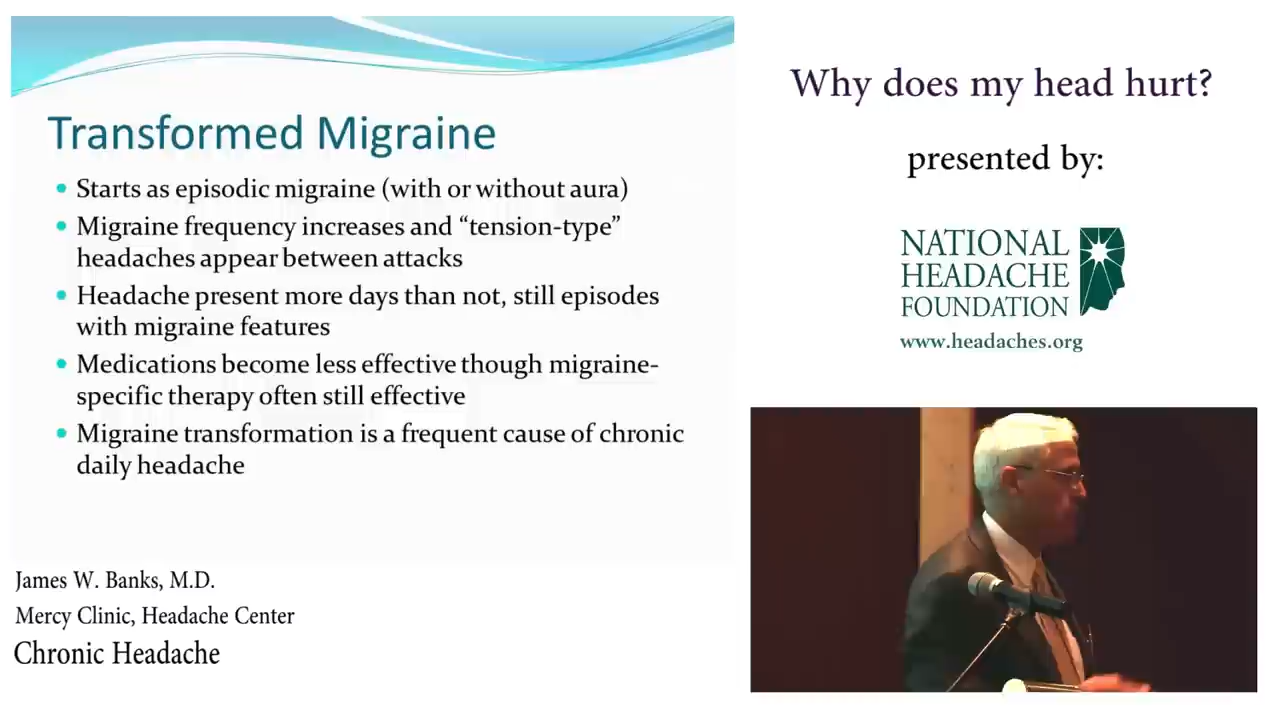 Transformed Migraine
• Starts as episodic migraine (with or without aura)
• Migraine frequency increases and “tension-type”
headaches appear between attacks
• Headache present more days than not, still episodes
with migraine features
• Medications become less effective though migraine-
specific therapy often still effective
• Migraine transformation is a frequent cause of chronic
daily headache
James W. Banks, M.D.
Mercy Clinic, Headache Center
Chronic Headache
Why does my head hurt?
presented by:
NATIONAL
HEADACHE
FOUNDATION
www.headaches.org